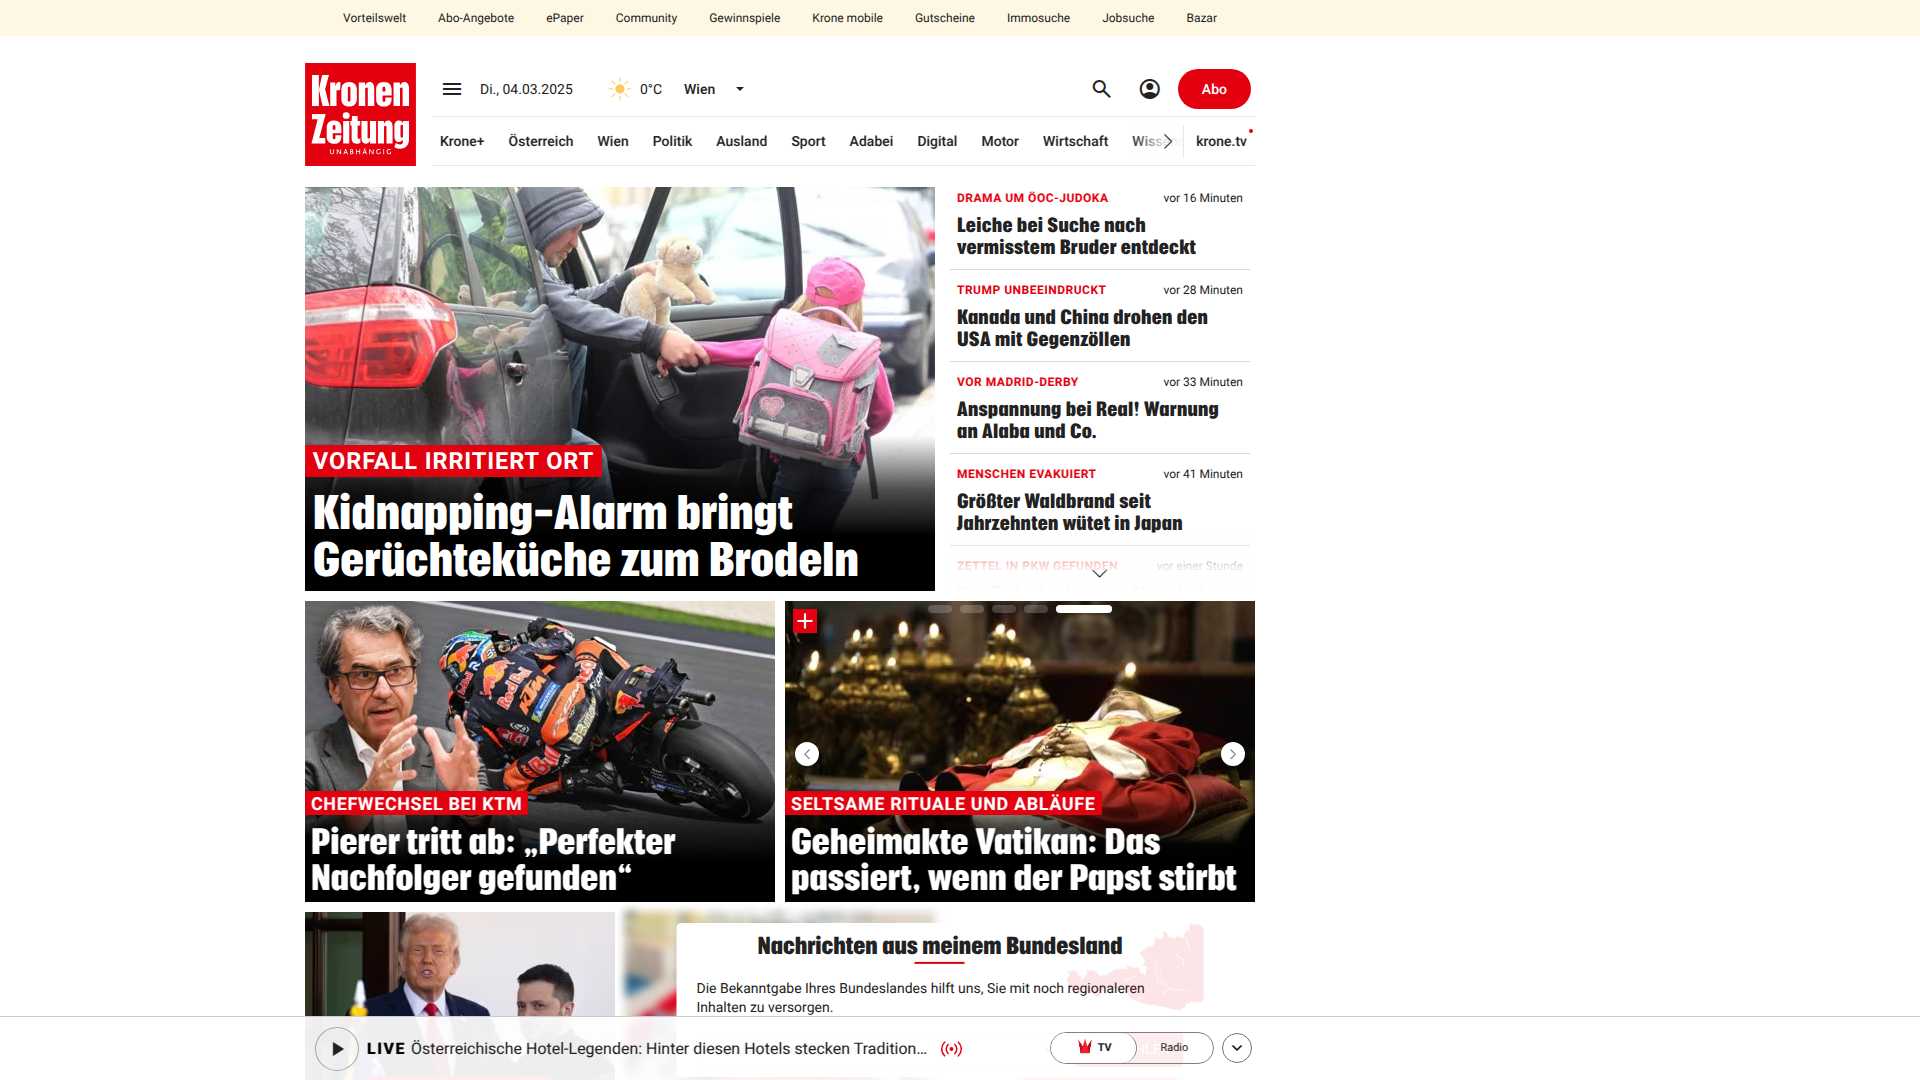 Vorteilswelt Abo-Angebote ePaper Community Gewinnspiele Krone mobile Gutscheine Immosuche Jobsuche Bazar
Kronen
Zeitung
UNABHÄNGIG
Di., 04.03.2025 0°C Wien Abo
Krone+ Österreich Wien Politik Ausland Sport Adabei Digital Motor Wirtschaft krone.tv
VORFALL IRRITIERT ORT
Kidnapping-Alarm bringt
Gerüchteküche zum Brodeln
DRAMA UM ÖOC-JUDOKA vor 16 Minuten
Leiche bei Suche nach
vermisstem Bruder entdeckt
TRUMP UNBEEINDRUCKT vor 28 Minuten
Kanada und China drohen den
USA mit Gegenzöllen
VOR MADRID-DERBY vor 33 Minuten
Anspannung bei Real! Warnung
an Alaba und Co.
MENSCHEN EVAKUIERT vor 41 Minuten
Größter Waldbrand seit
Jahrzehnten wütet in Japan
ZETTEL IN PKW GEFUNDEN vor einer Stunde
Red Bull
KTM
CHEFWECHSEL BEI KTM
Pierer tritt ab: „Perfekter
Nachfolger gefunden“
SELTSAME RITUALE UND ABLÄUFE
Geheimakte Vatikan: Das
passiert, wenn der Papst stirbt
Nachrichten aus meinem Bundesland
Die Bekanntgabe Ihres Bundeslandes hilft uns, Sie mit noch regionaleren
Inhalten zu versorgen.
LIVE Österreichische Hotel-Legenden: Hinter diesen Hotels stecken Tradition... TV Radio